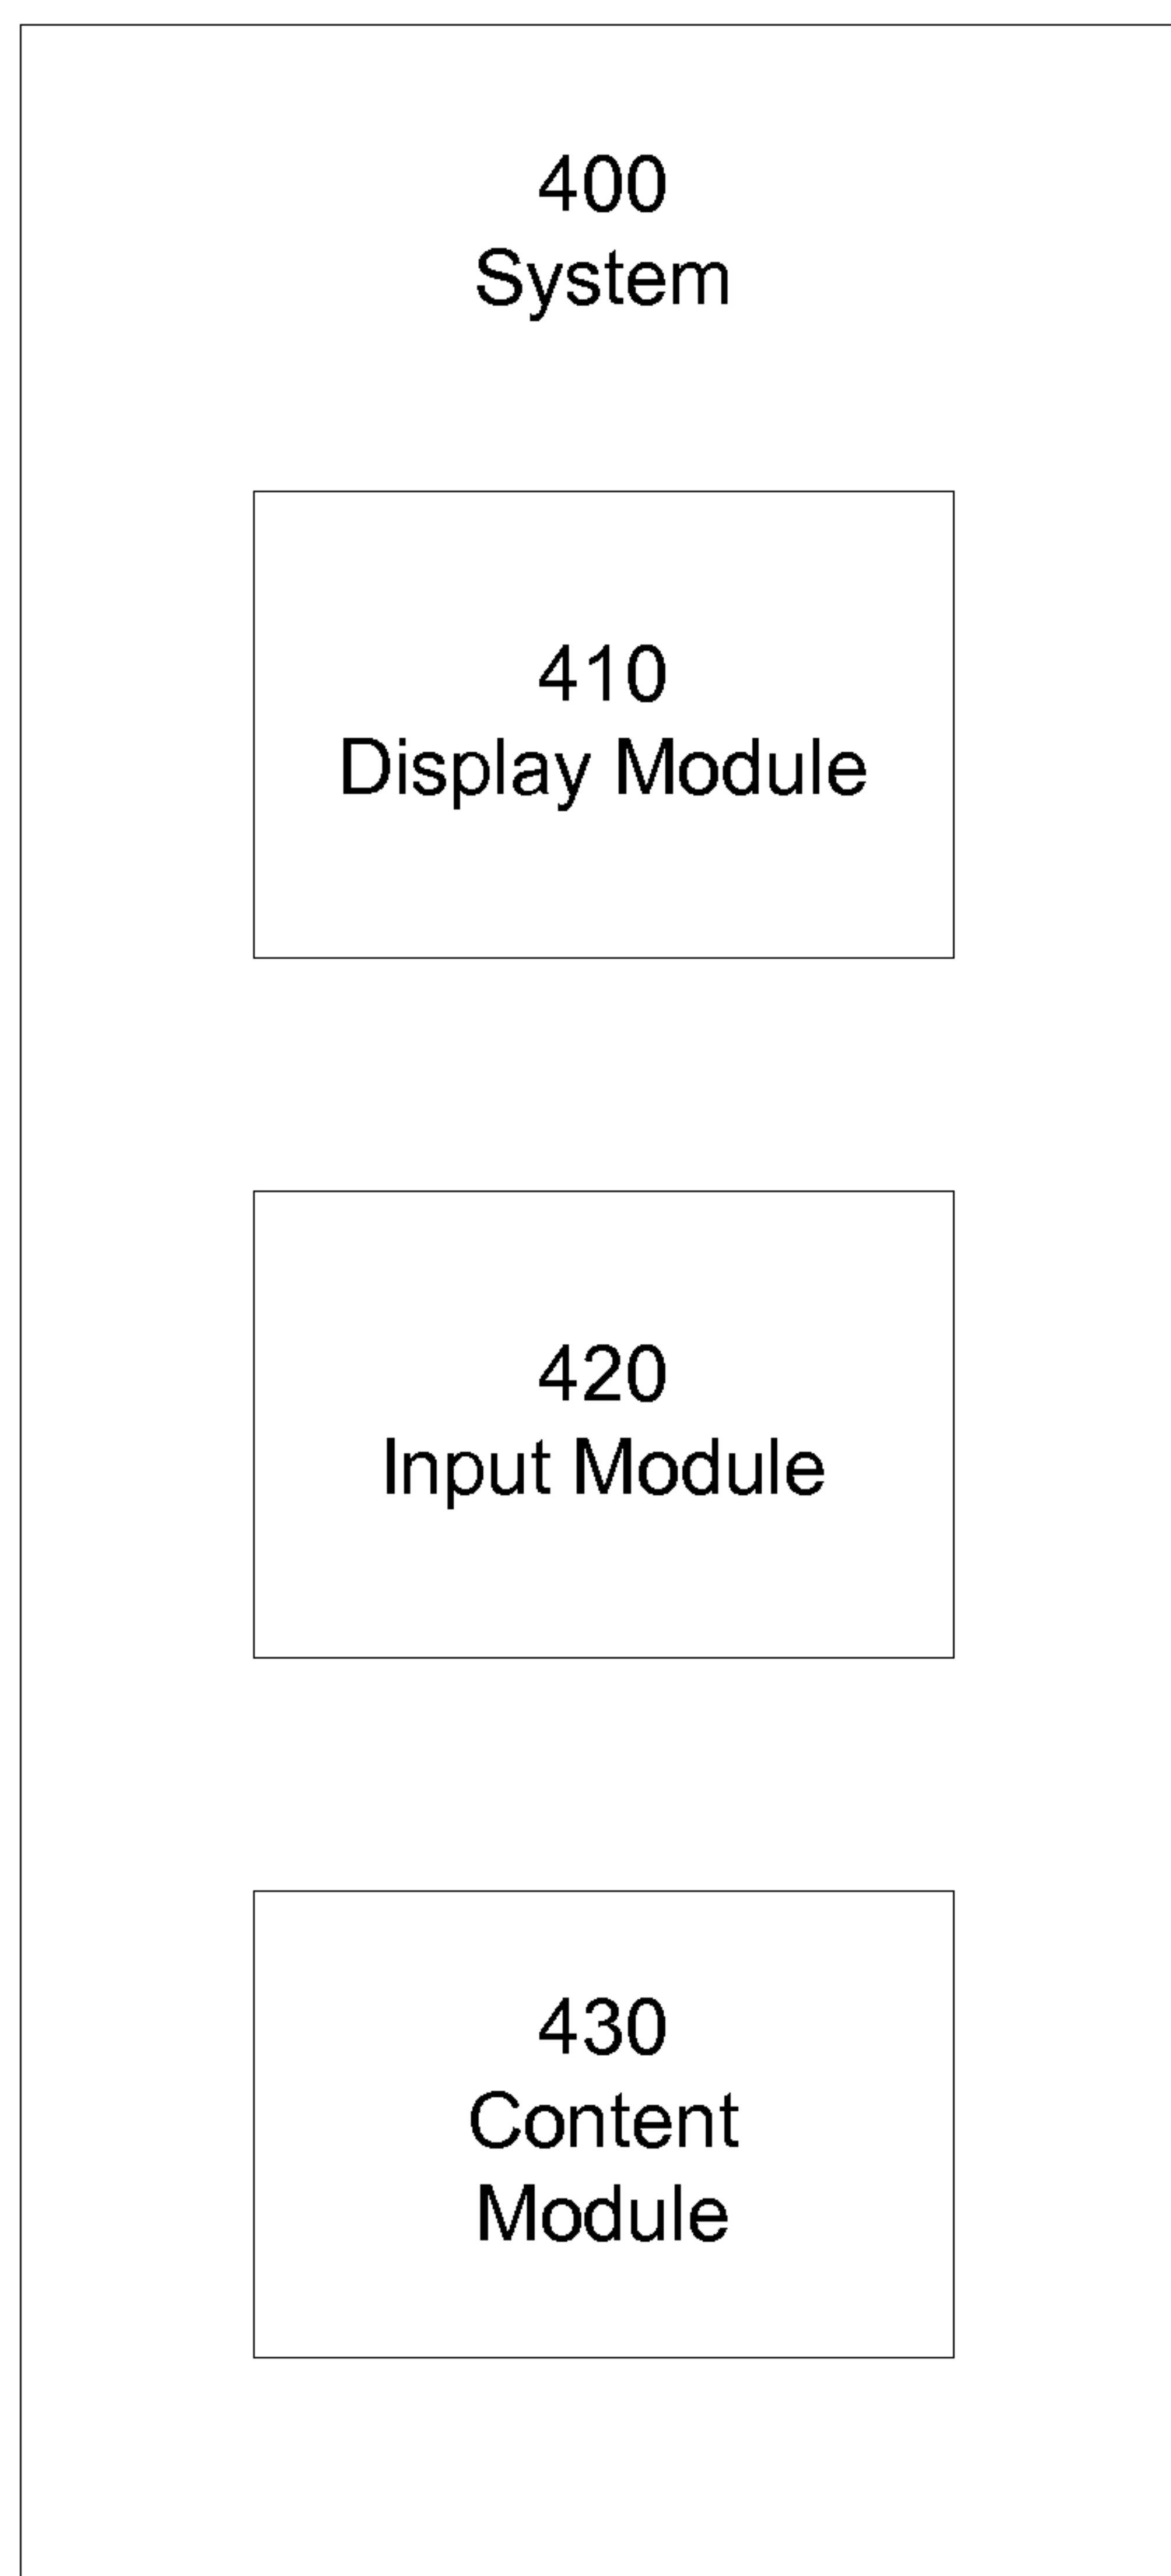 400
System
410
Display Module
420
Input Module
430
Content
Module